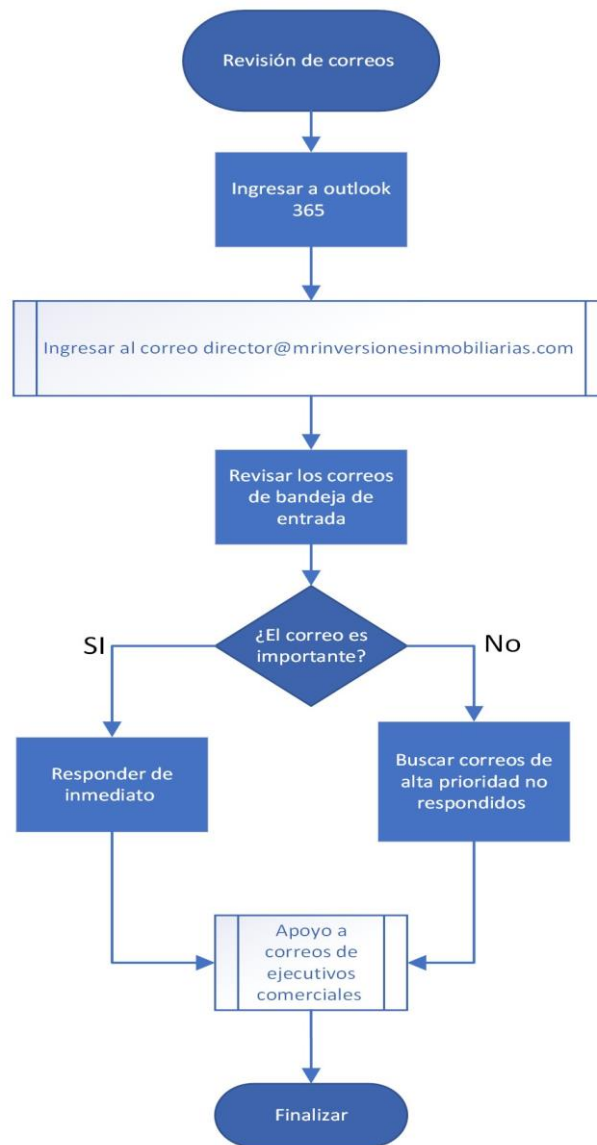 Revisión de correos
Ingresar a outlook
365
Ingresar al correo director@mrinversionesinmobiliarias.com
Revisar los correos
de bandeja de
entrada
¿El correo es
importante?
SI
No
Responder de
inmediato
Buscar correos de
alta prioridad no
respondidos
Apoyo a
correos de
ejecutivos
comerciales
Finalizar